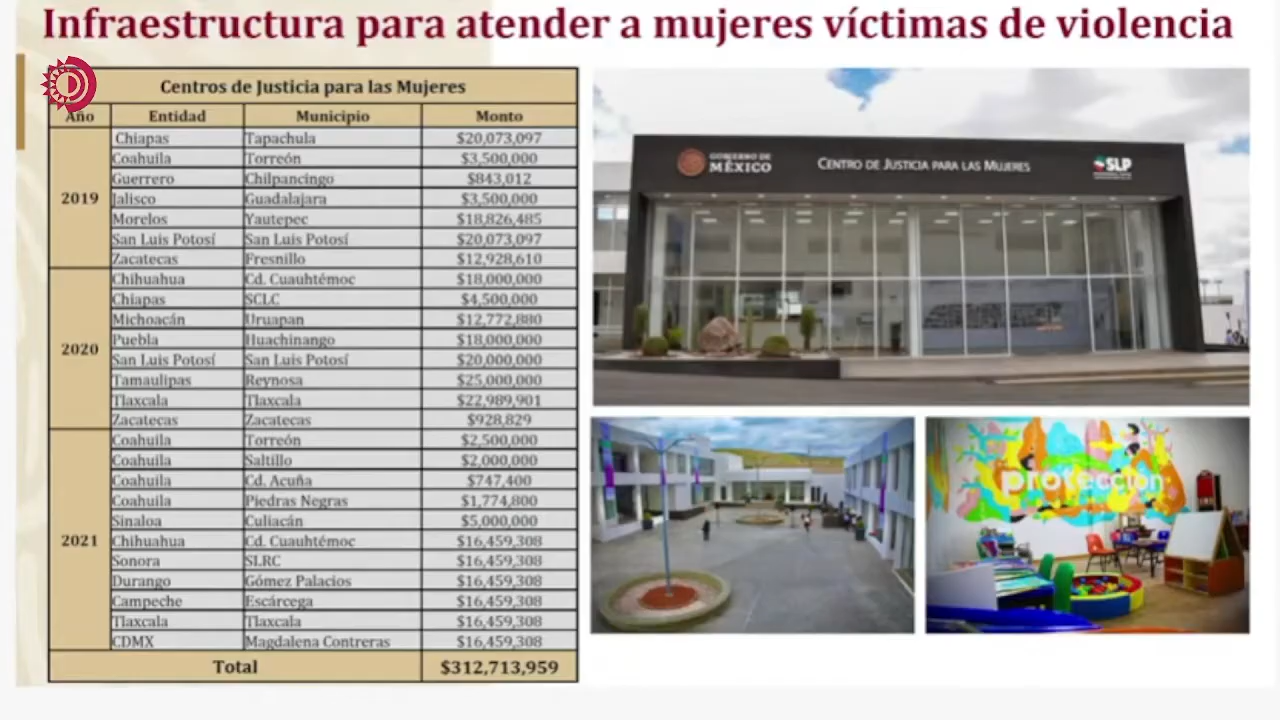 Infraestructura para atender a mujeres víctimas de violencia
Centros de Justicia para las Mujeres
Año Entidad Municipio Monto
2019
Chiapas Tapachula $20,073,097
Coahuila Torreón $3,500,000
Guerrero Chilpancingo $843,012
Jalisco Guadalajara $3,500,000
Morelos Yautepec $18,826,485
San Luis Potosí San Luis Potosí $20,073,097
Zacatecas Fresnillo $12,928,610
2020
Chihuahua Cd. Cuauhtémoc $18,000,000
Chiapas SCLC $4,500,000
Michoacán Uruapan $12,772,880
Puebla Huachinango $18,000,000
San Luis Potosí San Luis Potosí $20,000,000
Tamaulipas Reynosa $25,000,000
Tlaxcala Tlaxcala $22,989,901
Zacatecas Zacatecas $928,829
2021
Coahuila Torreón $2,500,000
Coahuila Saltillo $2,000,000
Coahuila Cd. Acuña $747,400
Coahuila Piedras Negras $1,774,800
Sinaloa Culiacán $5,000,000
Chihuahua Cd. Cuauhtémoc $16,459,308
Sonora SLRC $16,459,308
Durango Gómez Palacios $16,459,308
Campeche Escárcega $16,459,308
Tlaxcala Tlaxcala $16,459,308
CDMX Magdalena Contreras $16,459,308
Total $312,713,959
GOBIERNO DE
MÉXICO
CENTRO DE JUSTICIA PARA LAS MUJERES
SLP
protección